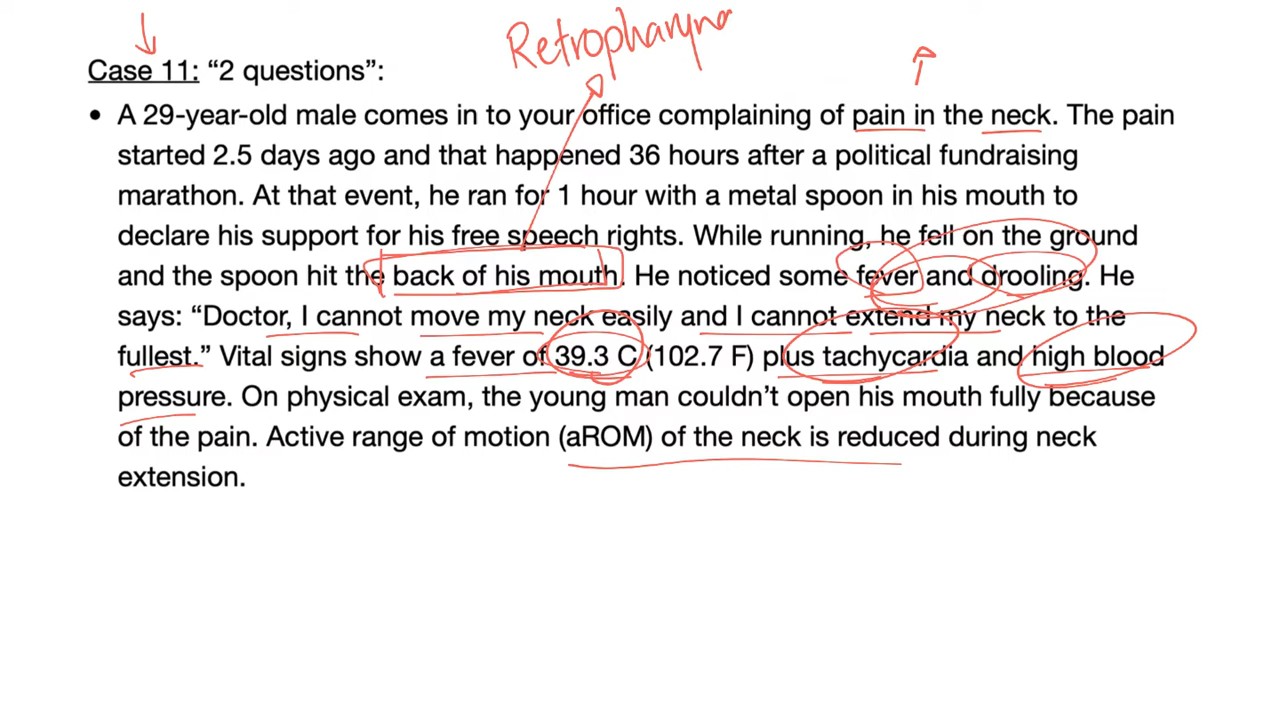 Retropharyna
Case 11: “2 questions”:
• A 29-year-old male comes in to your office complaining of pain in the neck. The pain
started 2.5 days ago and that happened 36 hours after a political fundraising
marathon. At that event, he ran for 1 hour with a metal spoon in his mouth to
declare his support for his free speech rights. While running, he fell on the ground
and the spoon hit the back of his mouth. He noticed some fever and drooling. He
says: “Doctor, I cannot move my neck easily and I cannot extend my neck to the
fullest.” Vital signs show a fever of 39.3 C (102.7 F) plus tachycardia and high blood
pressure. On physical exam, the young man couldn’t open his mouth fully because
of the pain. Active range of motion (aROM) of the neck is reduced during neck
extension.